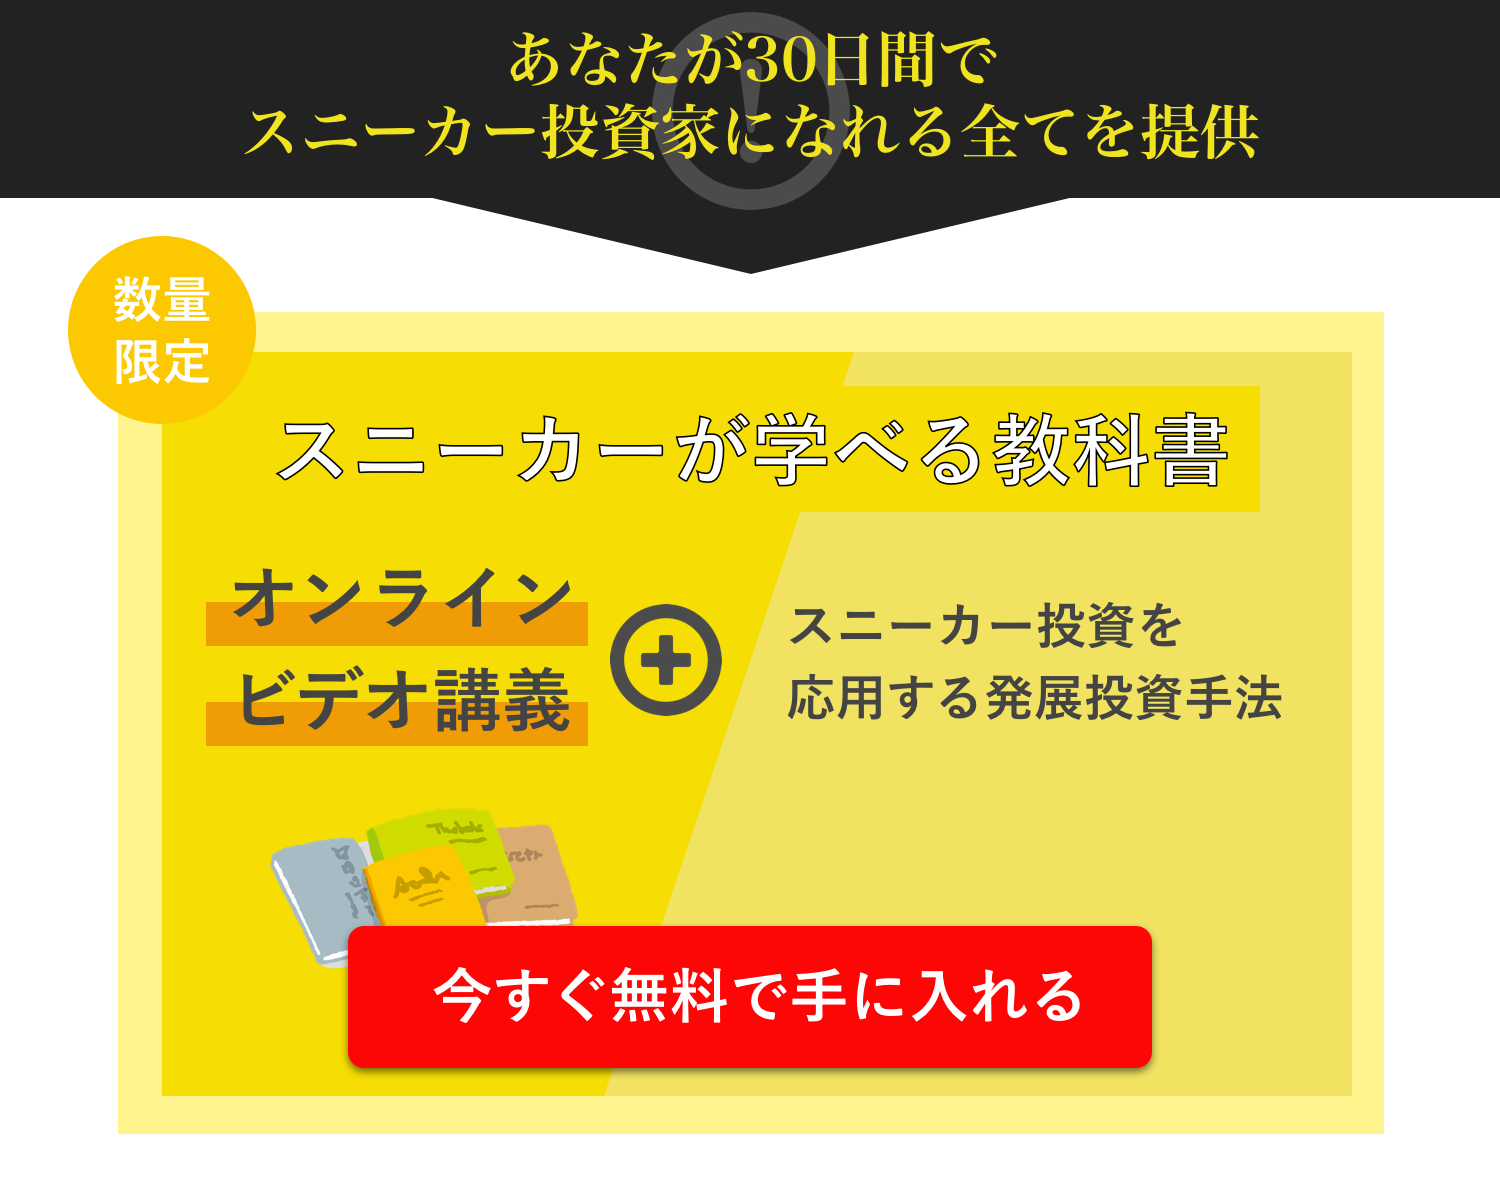 あなたが30日間で
スニーカー投資家になれる全てを提供
数量
限定
スニーカーが学べる教科書
オンライン
ビデオ講義
スニーカー投資を
応用する発展投資手法
今すぐ無料で手に入れる